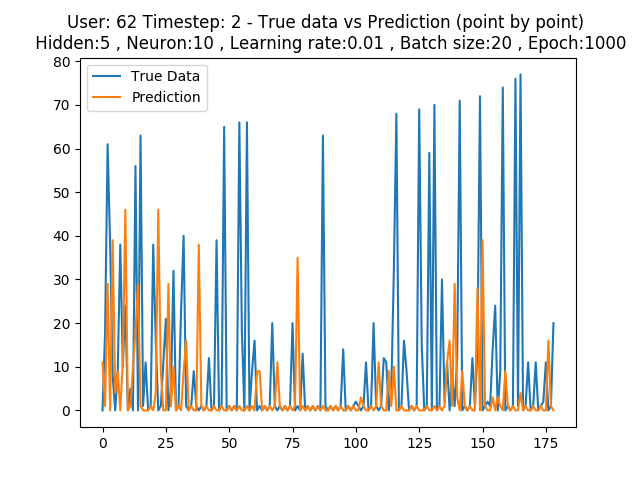 User: 62 Timestep: 2 - True data vs Prediction (point by point)
Hidden:5 , Neuron:10 , Learning rate:0.01 , Batch size:20 , Epoch:1000
True Data
Prediction
80
70
60
50
40
30
20
10
0
0 25 50 75 100 125 150 175